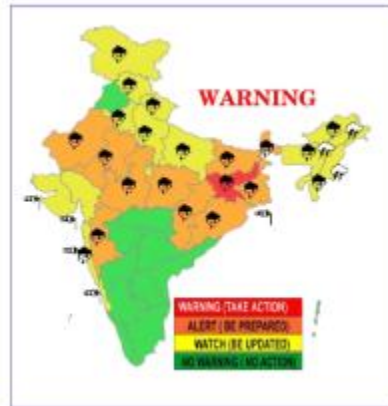 WARNING
WARNING (TAKE ACTION)
ALERT ( BE PREPARED)
WATCH (BE UPDATED)
NO WARNING ( NO ACTION)